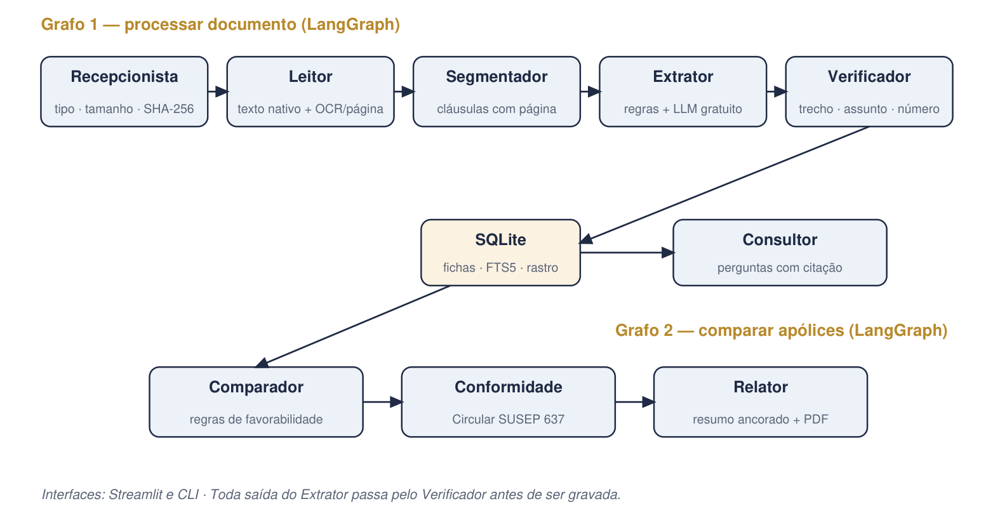 Grafo 1 — processar documento (LangGraph)
Recepcionista
tipo · tamanho · SHA-256
Leitor
texto nativo + OCR/página
Segmentador
cláusulas com página
Extrator
regras + LLM gratuito
Verificador
trecho · assunto · número
SQLite
fichas · FTS5 · rastro
Consultor
perguntas com citação
Grafo 2 — comparar apólices (LangGraph)
Comparador
regras de favorabilidade
Conformidade
Circular SUSEP 637
Relator
resumo ancorado + PDF
Interfaces: Streamlit e CLI · Toda saída do Extrator passa pelo Verificador antes de ser gravada.